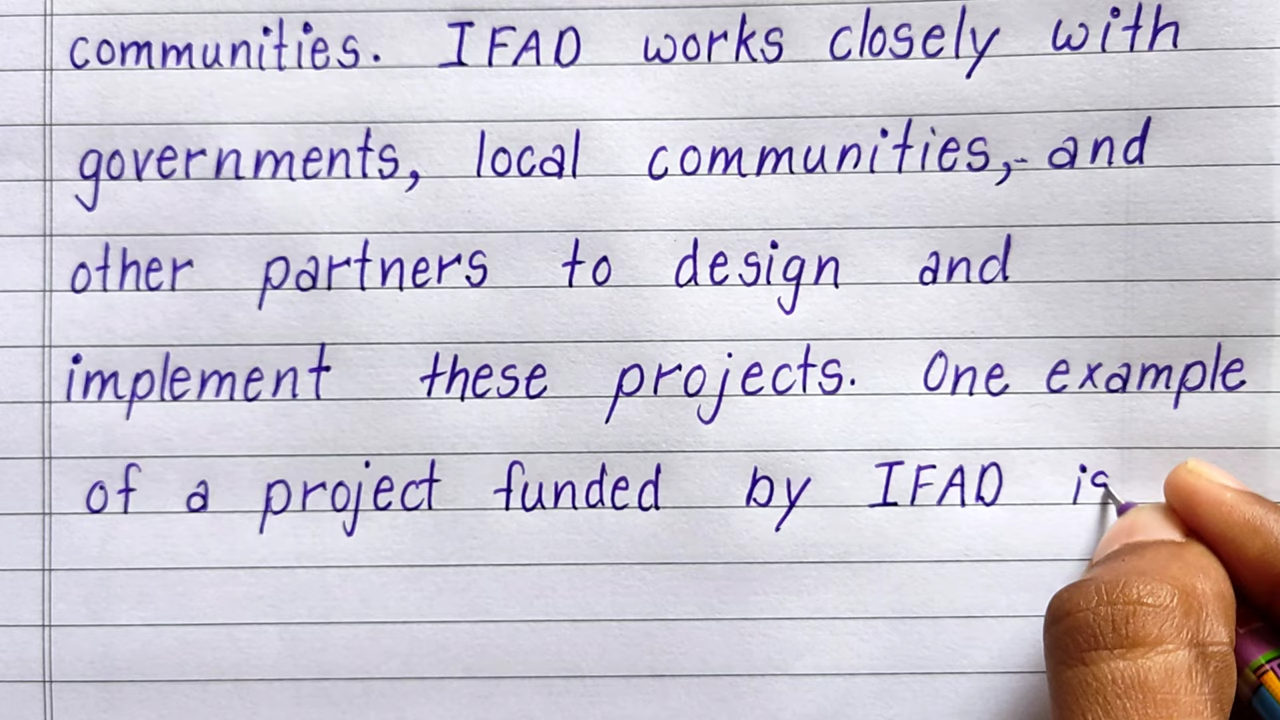 communities. IFAD works closely with
governments, local communities,- and
other partners to design and
implement these projects. One example
of a project funded by IFAD is